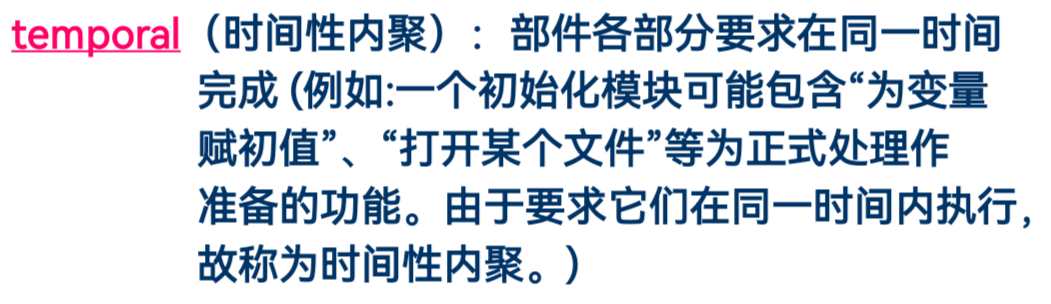 temporal（时间性内聚）：部件各部分要求在同一时间
完成 (例如:一个初始化模块可能包含“为变量
赋初值”、“打开某个文件”等为正式处理作
准备的功能。由于要求它们在同一时间内执行，
故称为时间性内聚。)